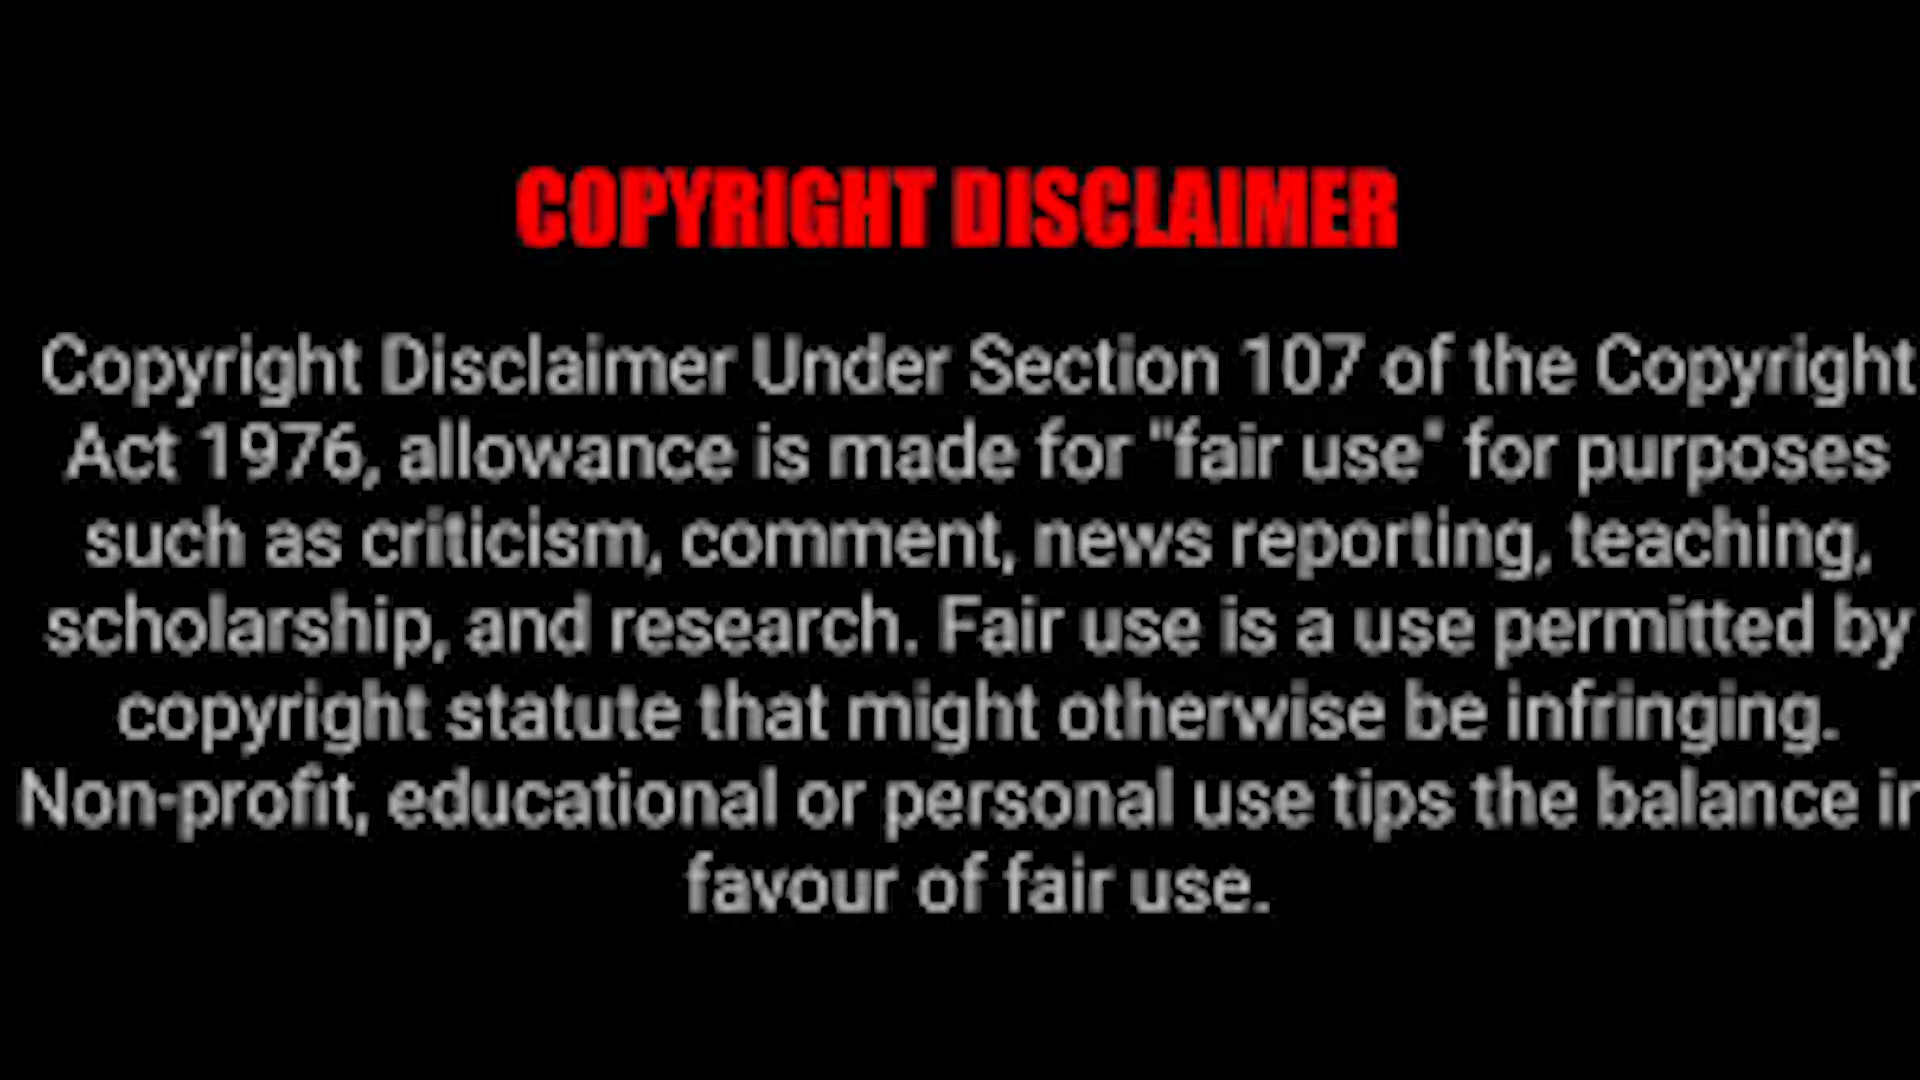 COPYRIGHT DISCLAIMER
Copyright Disclaimer Under Section 107 of the Copyright
Act 1976, allowance is made for "fair use" for purposes
such as criticism, comment, news reporting, teaching,
scholarship, and research. Fair use is a use permitted by
copyright statute that might otherwise be infringing.
Non-profit, educational or personal use tips the balance in
favour of fair use.